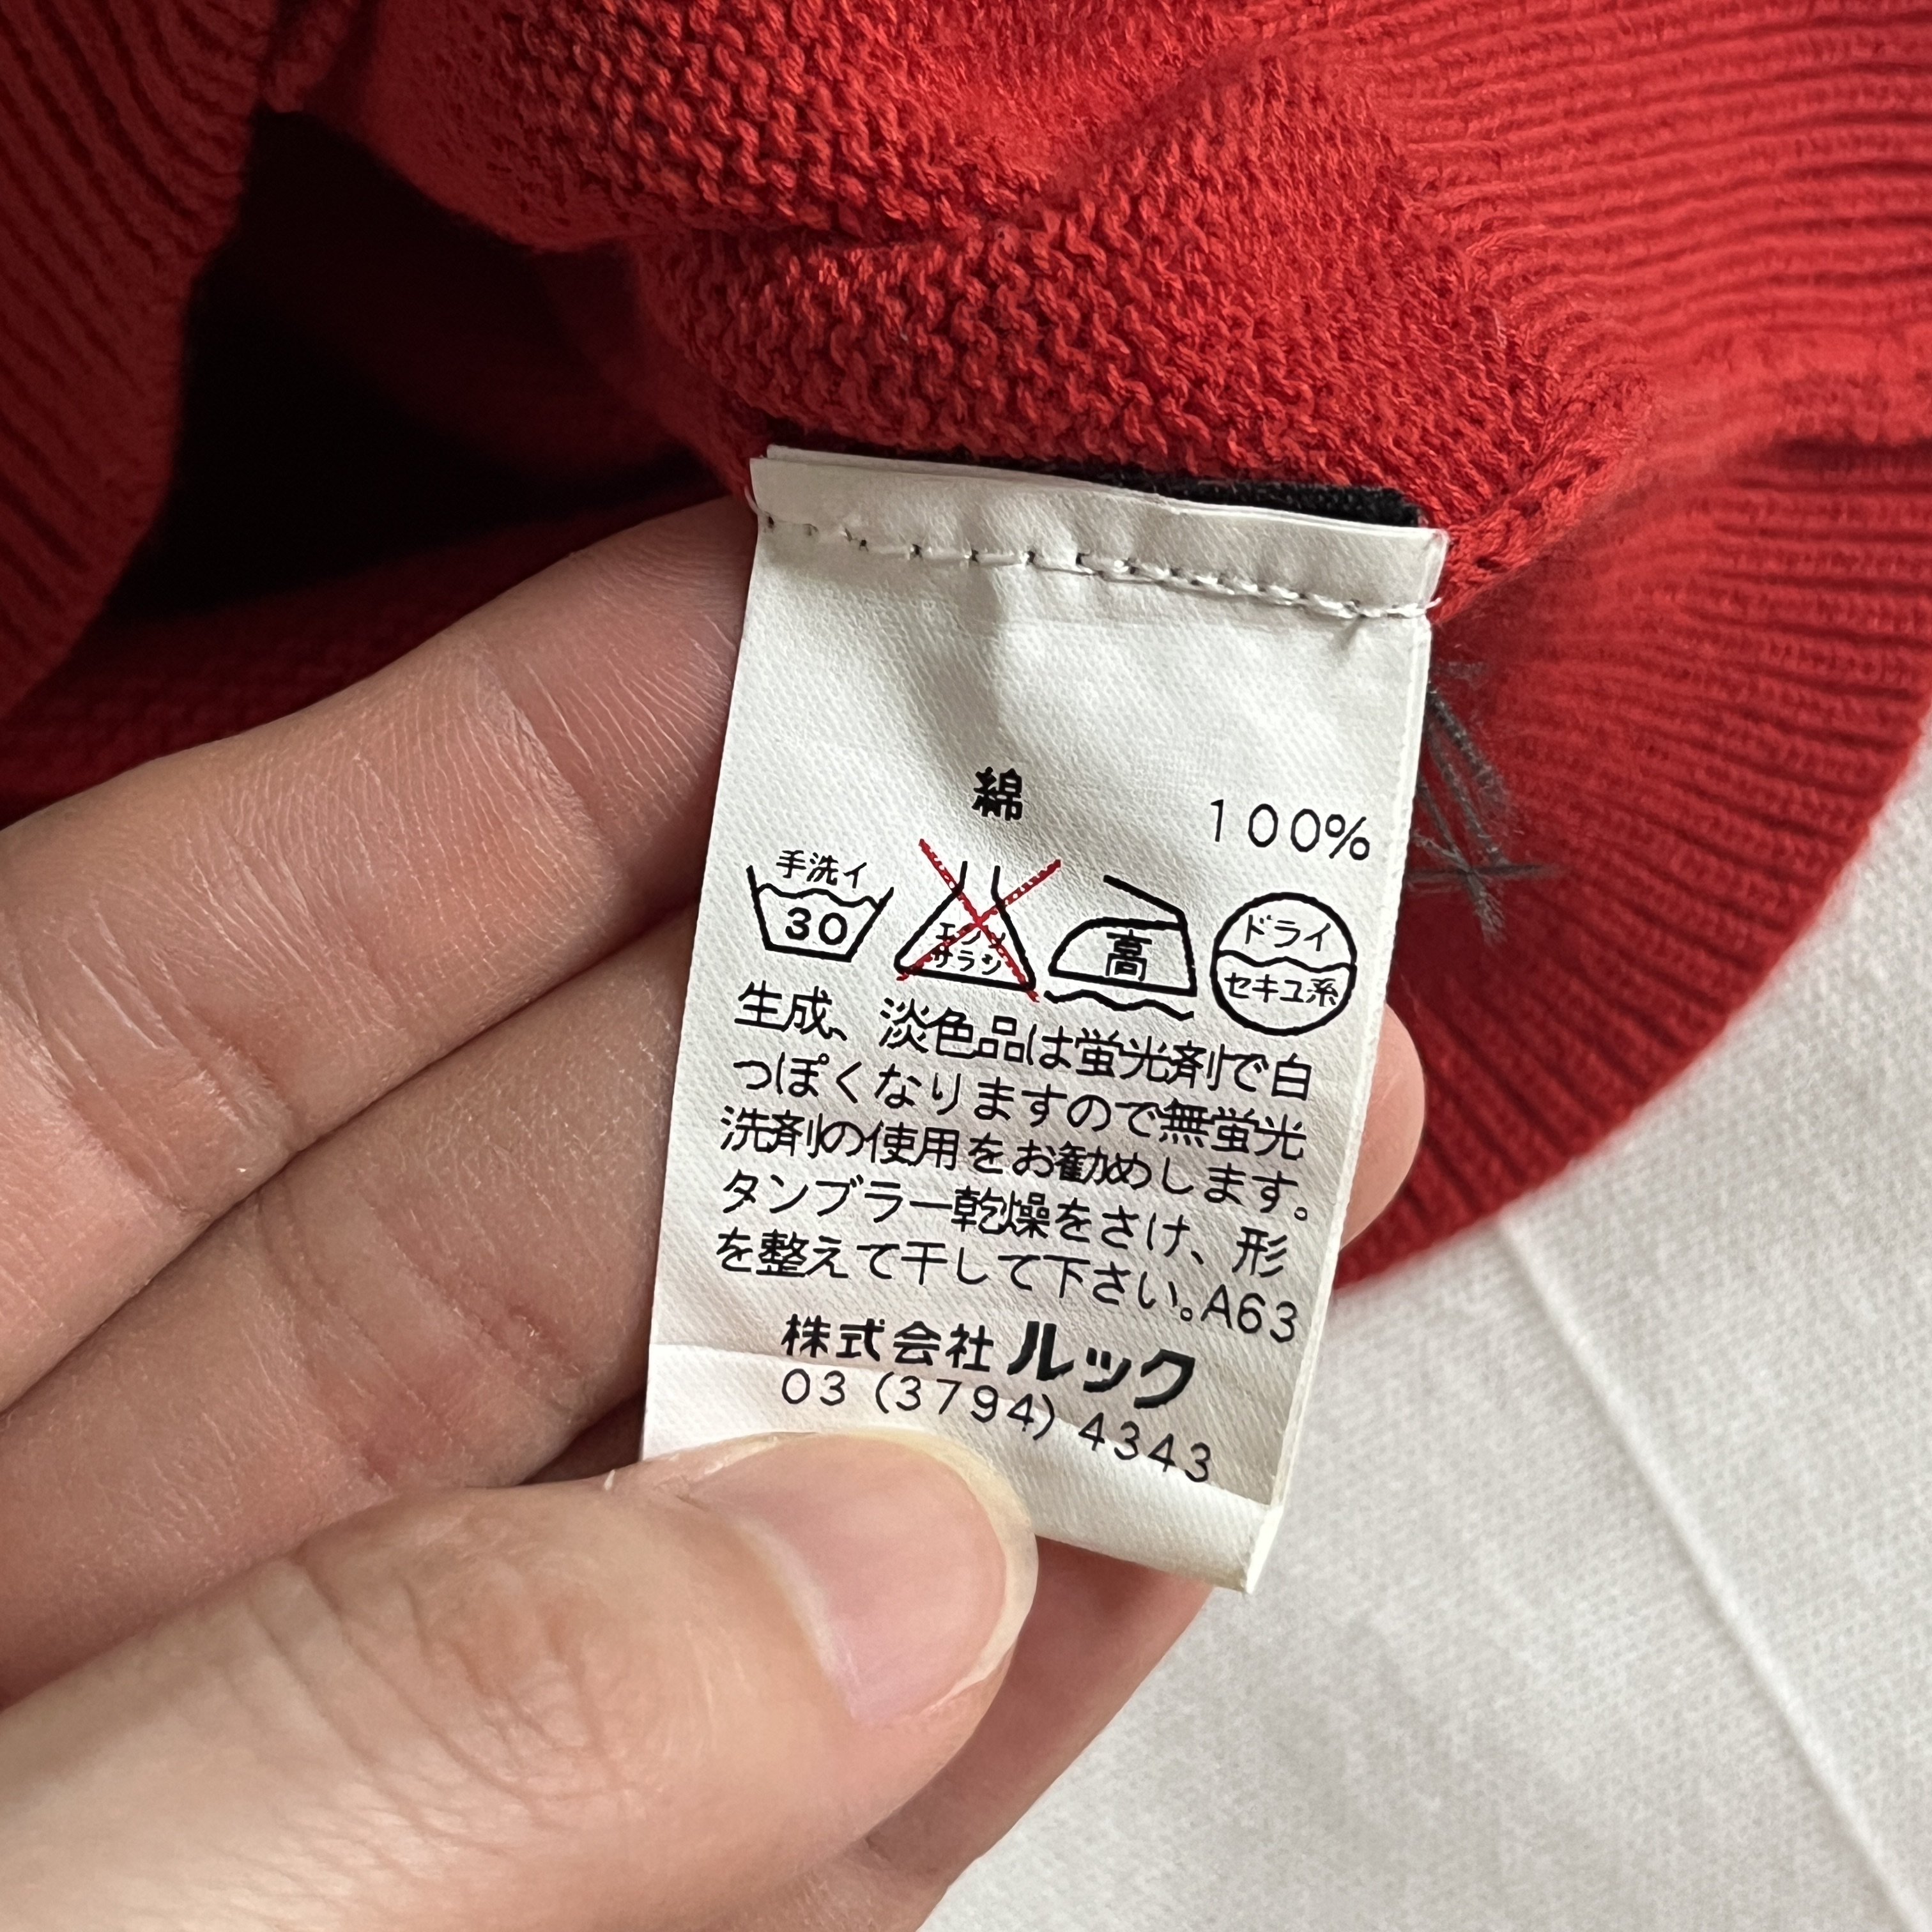 綿 100%
手洗イ
30
エンソ
サラシ
高
ドライ
セキユ系
生成、淡色品は蛍光剤で白
っぽくなりますので無蛍光
洗剤の使用をお勧めします。
タンブラー乾燥をさけ、形
を整えて干して下さい。A63
株式会社 ルック
03 (3794) 4343